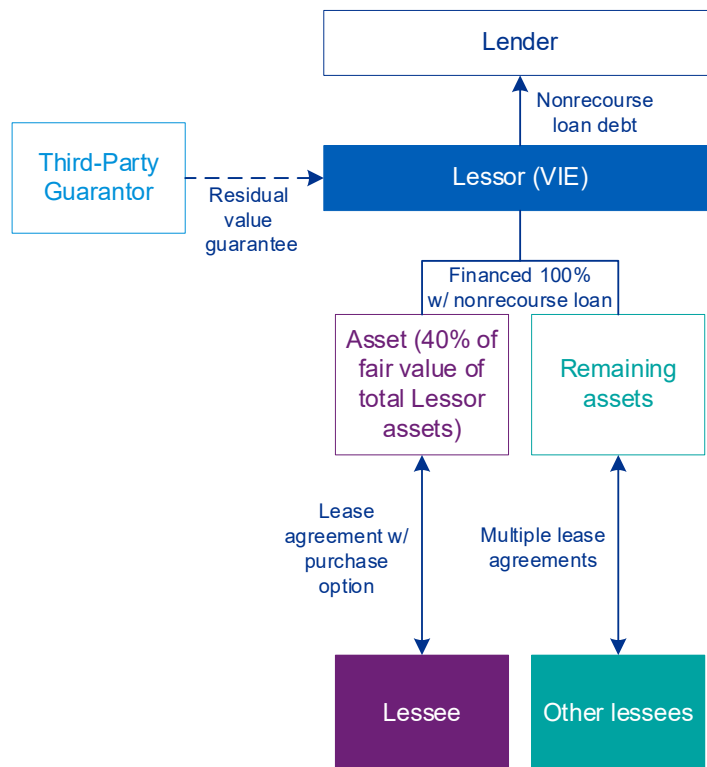 Lender
Nonrecourse
loan debt
Third-Party
Guarantor
Residual
value
guarantee
Lessor (VIE)
Financed 100%
w/ nonrecourse loan
Asset (40% of
fair value of
total Lessor
assets)
Remaining
assets
Lease
agreement w/
purchase
option
Multiple lease
agreements
Lessee
Other lessees